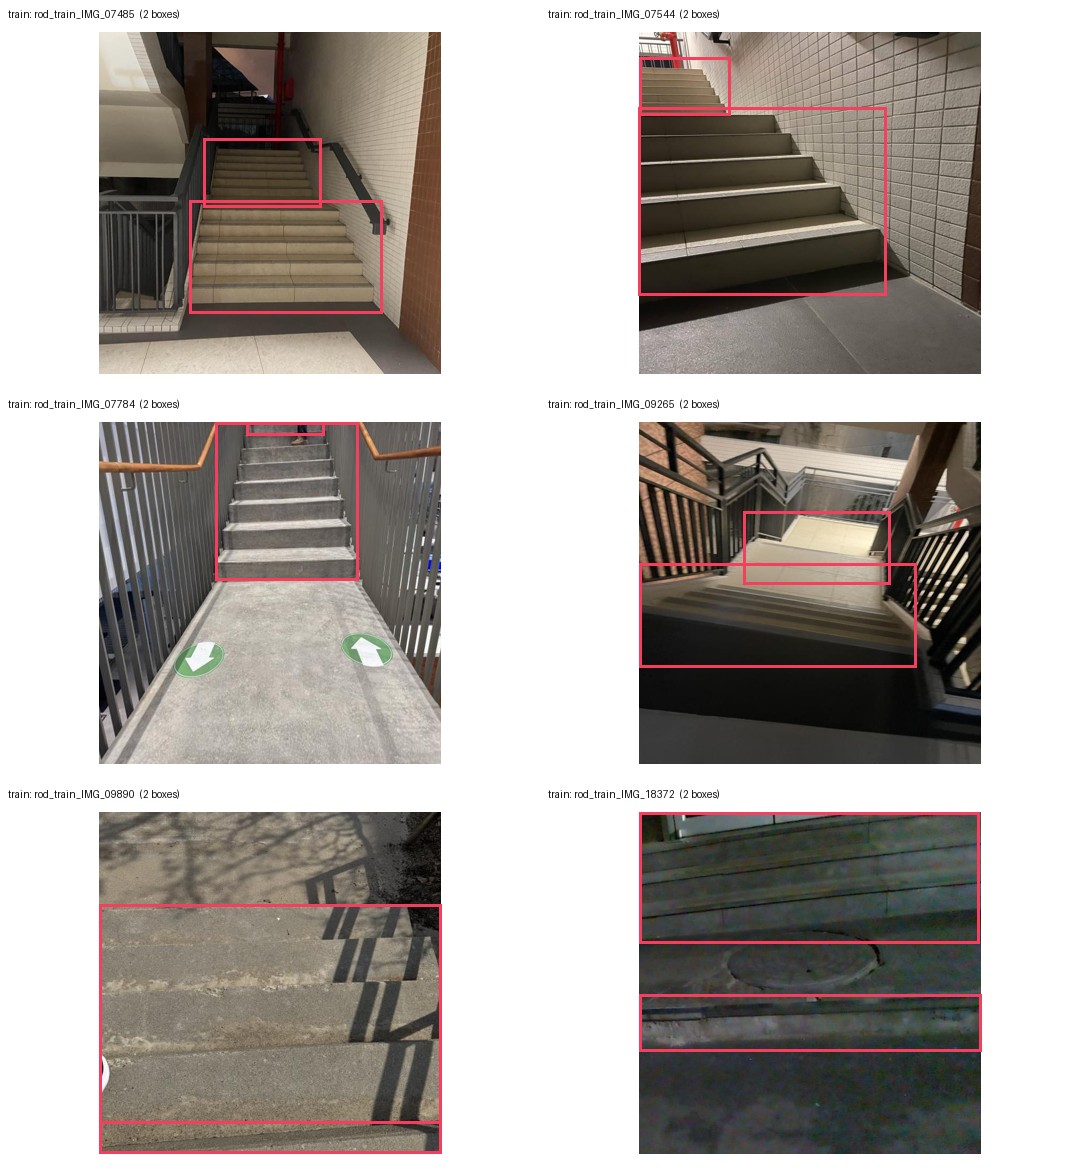 train: rod_train_IMG_07485 (2 boxes)
train: rod_train_IMG_07544 (2 boxes)
train: rod_train_IMG_07784 (2 boxes)
train: rod_train_IMG_09265 (2 boxes)
train: rod_train_IMG_09890 (2 boxes)
train: rod_train_IMG_18372 (2 boxes)